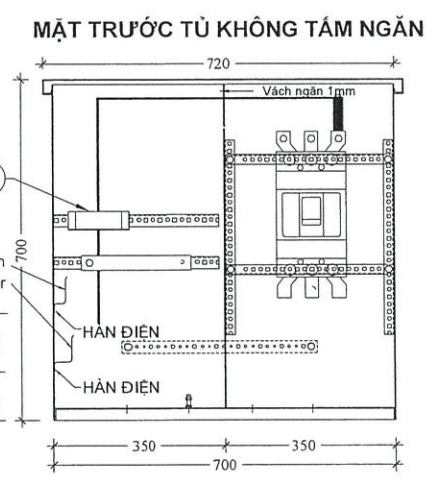 MẶT TRƯỚC TỦ KHÔNG TẤM NGĂN
720
Vách ngăn 1mm
700
HÀN ĐIỆN
HÀN ĐIỆN
350
350
700